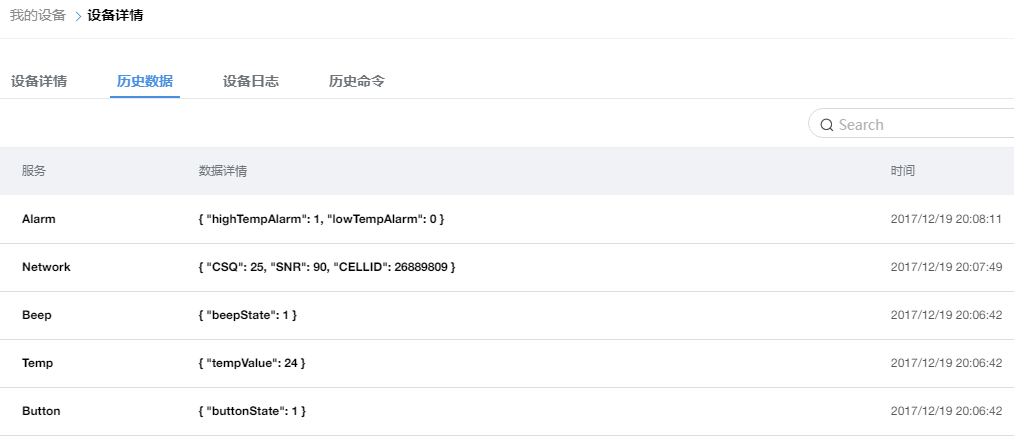 我的设备 > 设备详情
设备详情 历史数据 设备日志 历史命令
Search
服务 数据详情 时间
Alarm { "highTempAlarm": 1, "lowTempAlarm": 0 } 2017/12/19 20:08:11
Network { "CSQ": 25, "SNR": 90, "CELLID": 26889809 } 2017/12/19 20:07:49
Beep { "beepState": 1 } 2017/12/19 20:06:42
Temp { "tempValue": 24 } 2017/12/19 20:06:42
Button { "buttonState": 1 } 2017/12/19 20:06:42